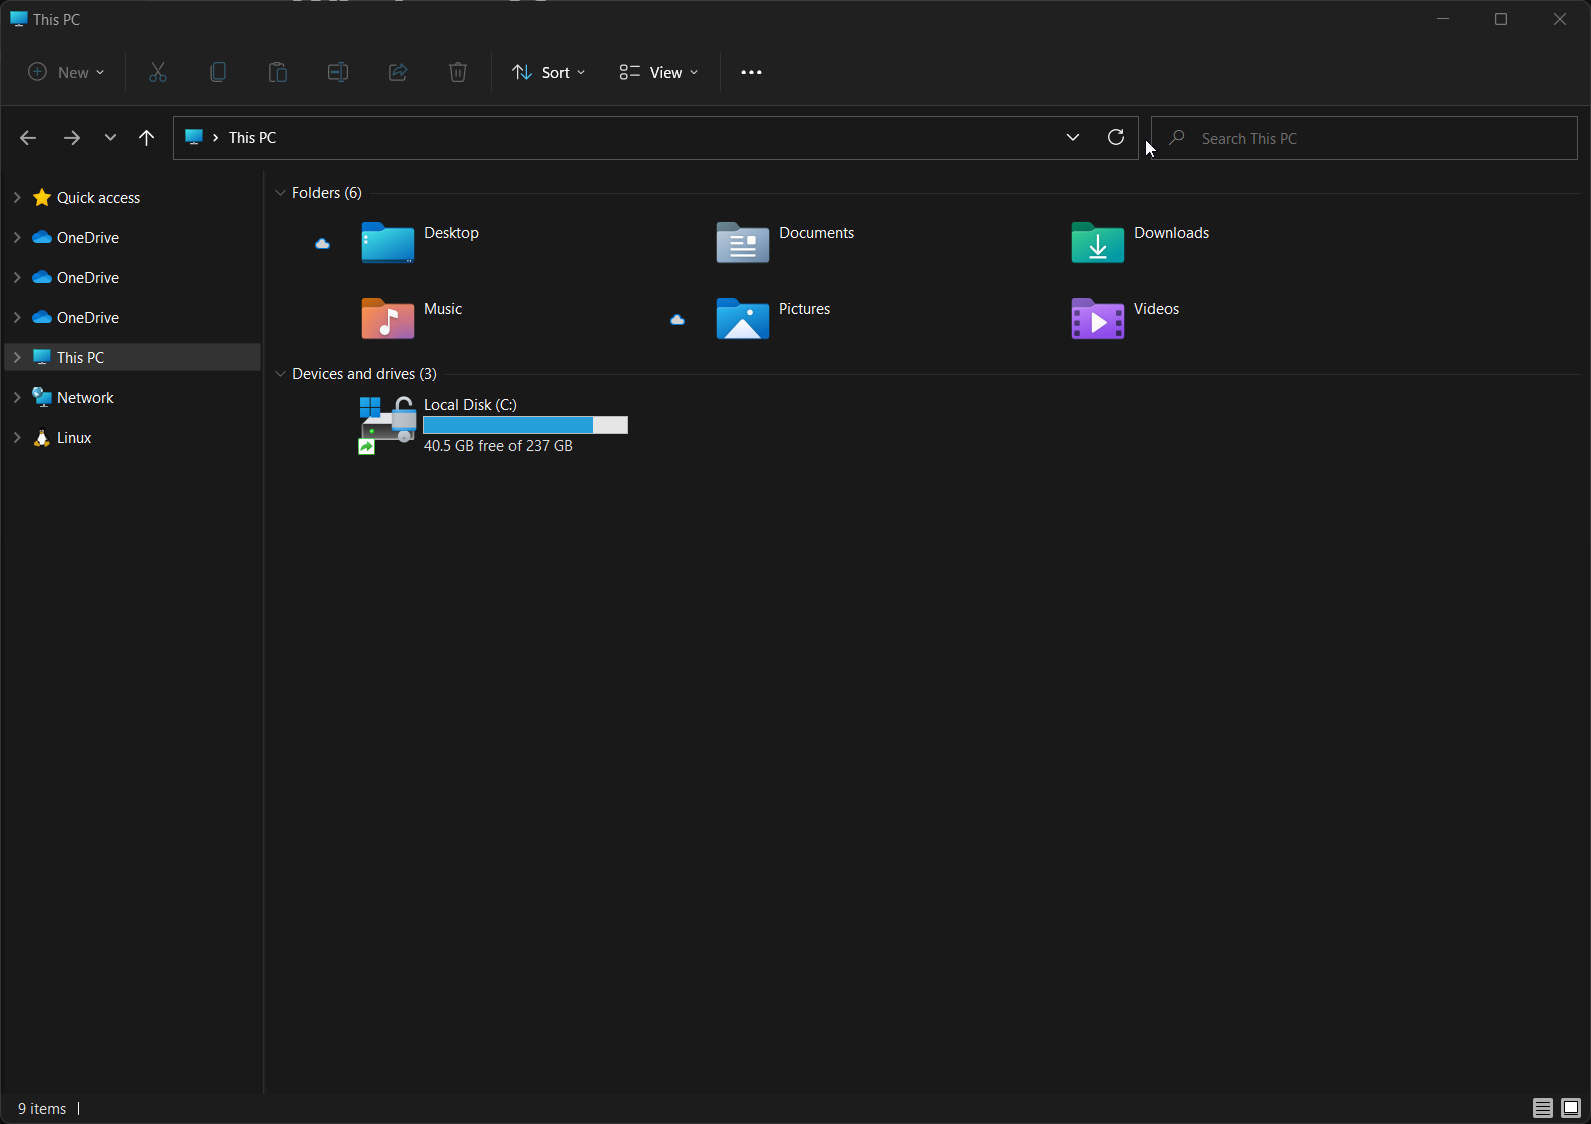 This PC
New
Sort
View
This PC
Search This PC
Quick access
OneDrive
OneDrive
OneDrive
This PC
Network
Linux
Folders (6)
Desktop
Documents
Downloads
Music
Pictures
Videos
Devices and drives (3)
Local Disk (C:)
40.5 GB free of 237 GB
9 items